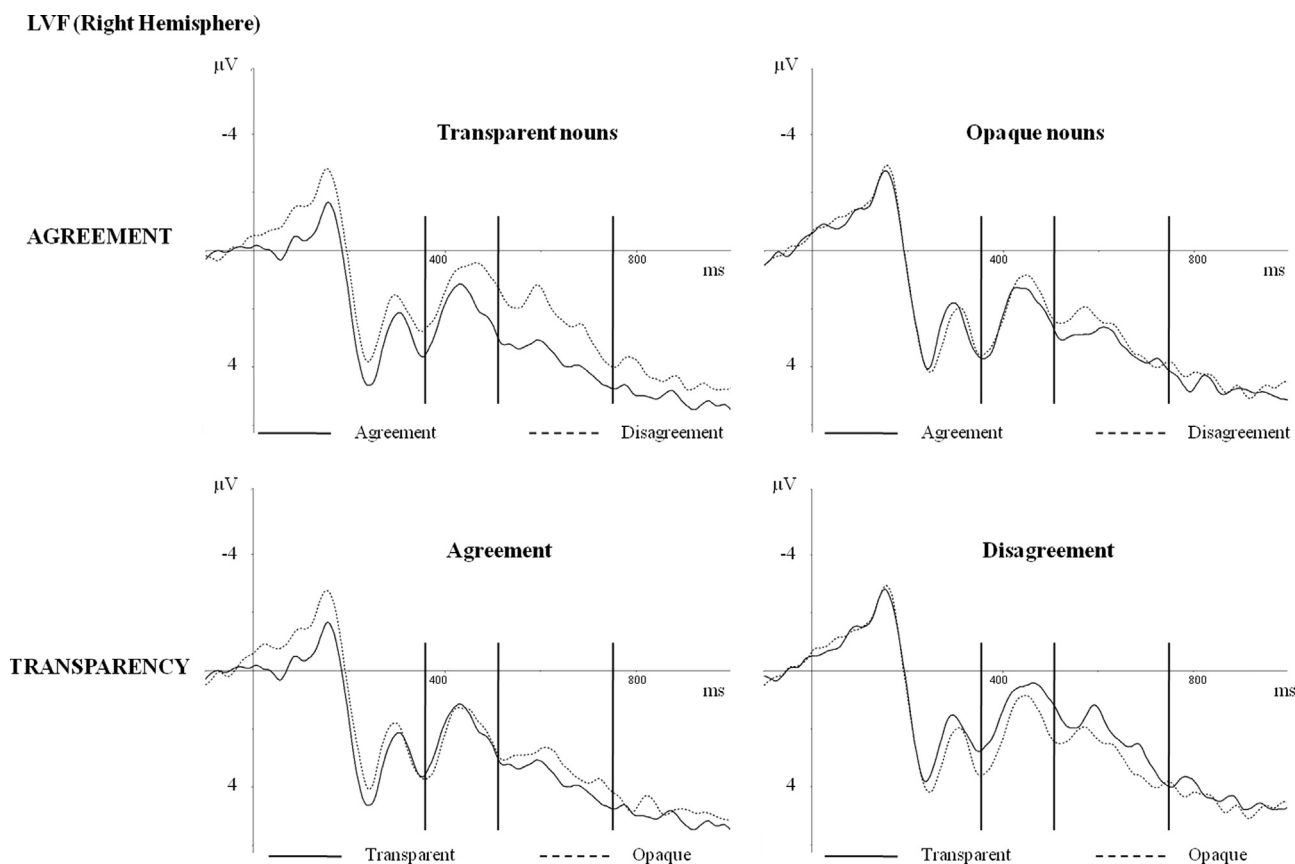 LVF (Right Hemisphere)
µV µV
-4 Transparent nouns Opaque nouns
AGREEMENT
400 800 ms 400 800 ms
4 4
Agreement Disagreement Agreement Disagreement
µV µV
-4 Agreement -4 Disagreement
TRANSPARENCY
400 800 ms 400 800 ms
4 4
Transparent Opaque Transparent Opaque